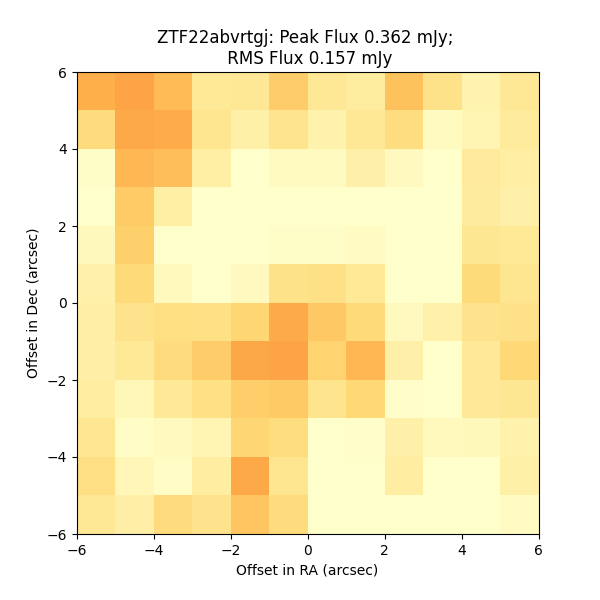 ZTF22abvrtgj: Peak Flux 0.362 mJy;
RMS Flux 0.157 mJy
6
4
2
0
−2
−4
−6
Offset in Dec (arcsec)
−6 −4 −2 0 2 4 6
Offset in RA (arcsec)